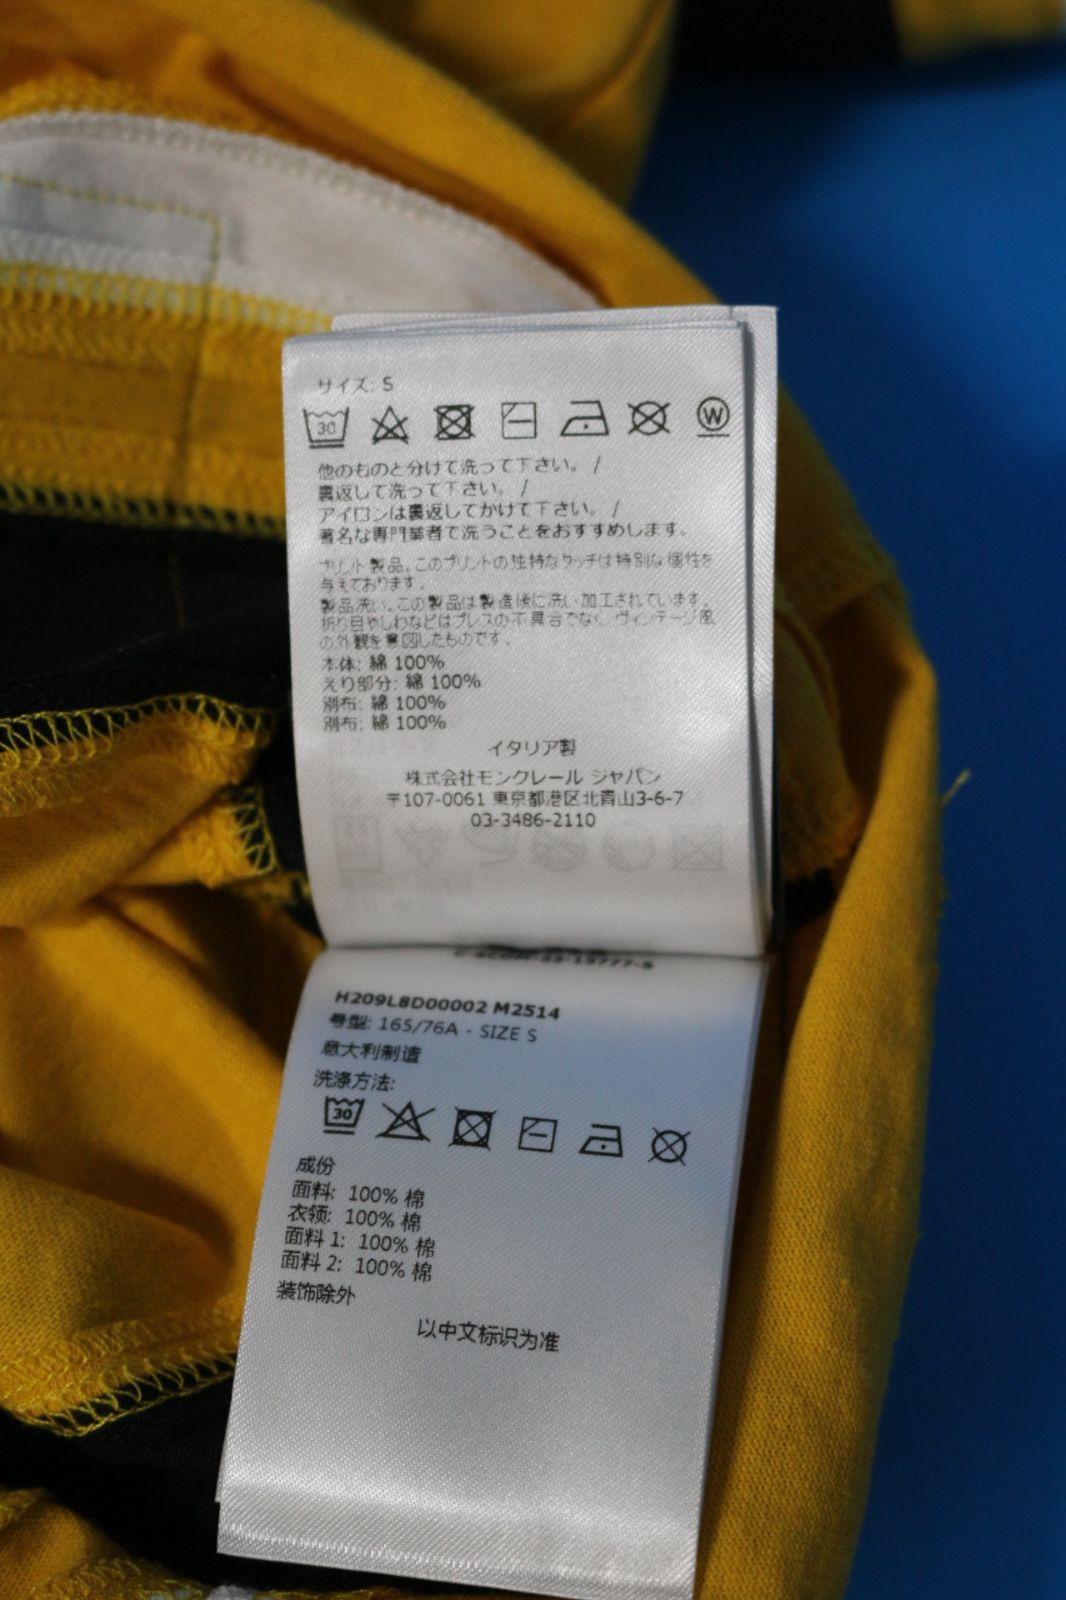 サイズ: S
30
W
他のものと分けて洗って下さい。 /
裏返して洗って下さい。 /
アイロンは裏返してかけて下さい。 /
著名な専門業者で洗うことをおすすめします。
プリント製品。このプリントの独特なタッチは特別な個性を
与えております。
製品洗い。この製品は製造後に洗い加工されています。
折り目やしわなどはプレスの不具合でなく、ヴィンテージ風
の外観を意図したものです。
本体: 綿 100%
えり部分: 綿 100%
別布: 綿 100%
別布: 綿 100%
イタリア製
株式会社モンクレール ジャパン
〒107-0061 東京都港区北青山3-6-7
03-3486-2110
H209L8D00002 M2514
号型: 165/76A - SIZE S
意大利制造
洗涤方法:
30
成份
面料: 100% 棉
衣领: 100% 棉
面料 1: 100% 棉
面料 2: 100% 棉
装饰除外
以中文标识为准